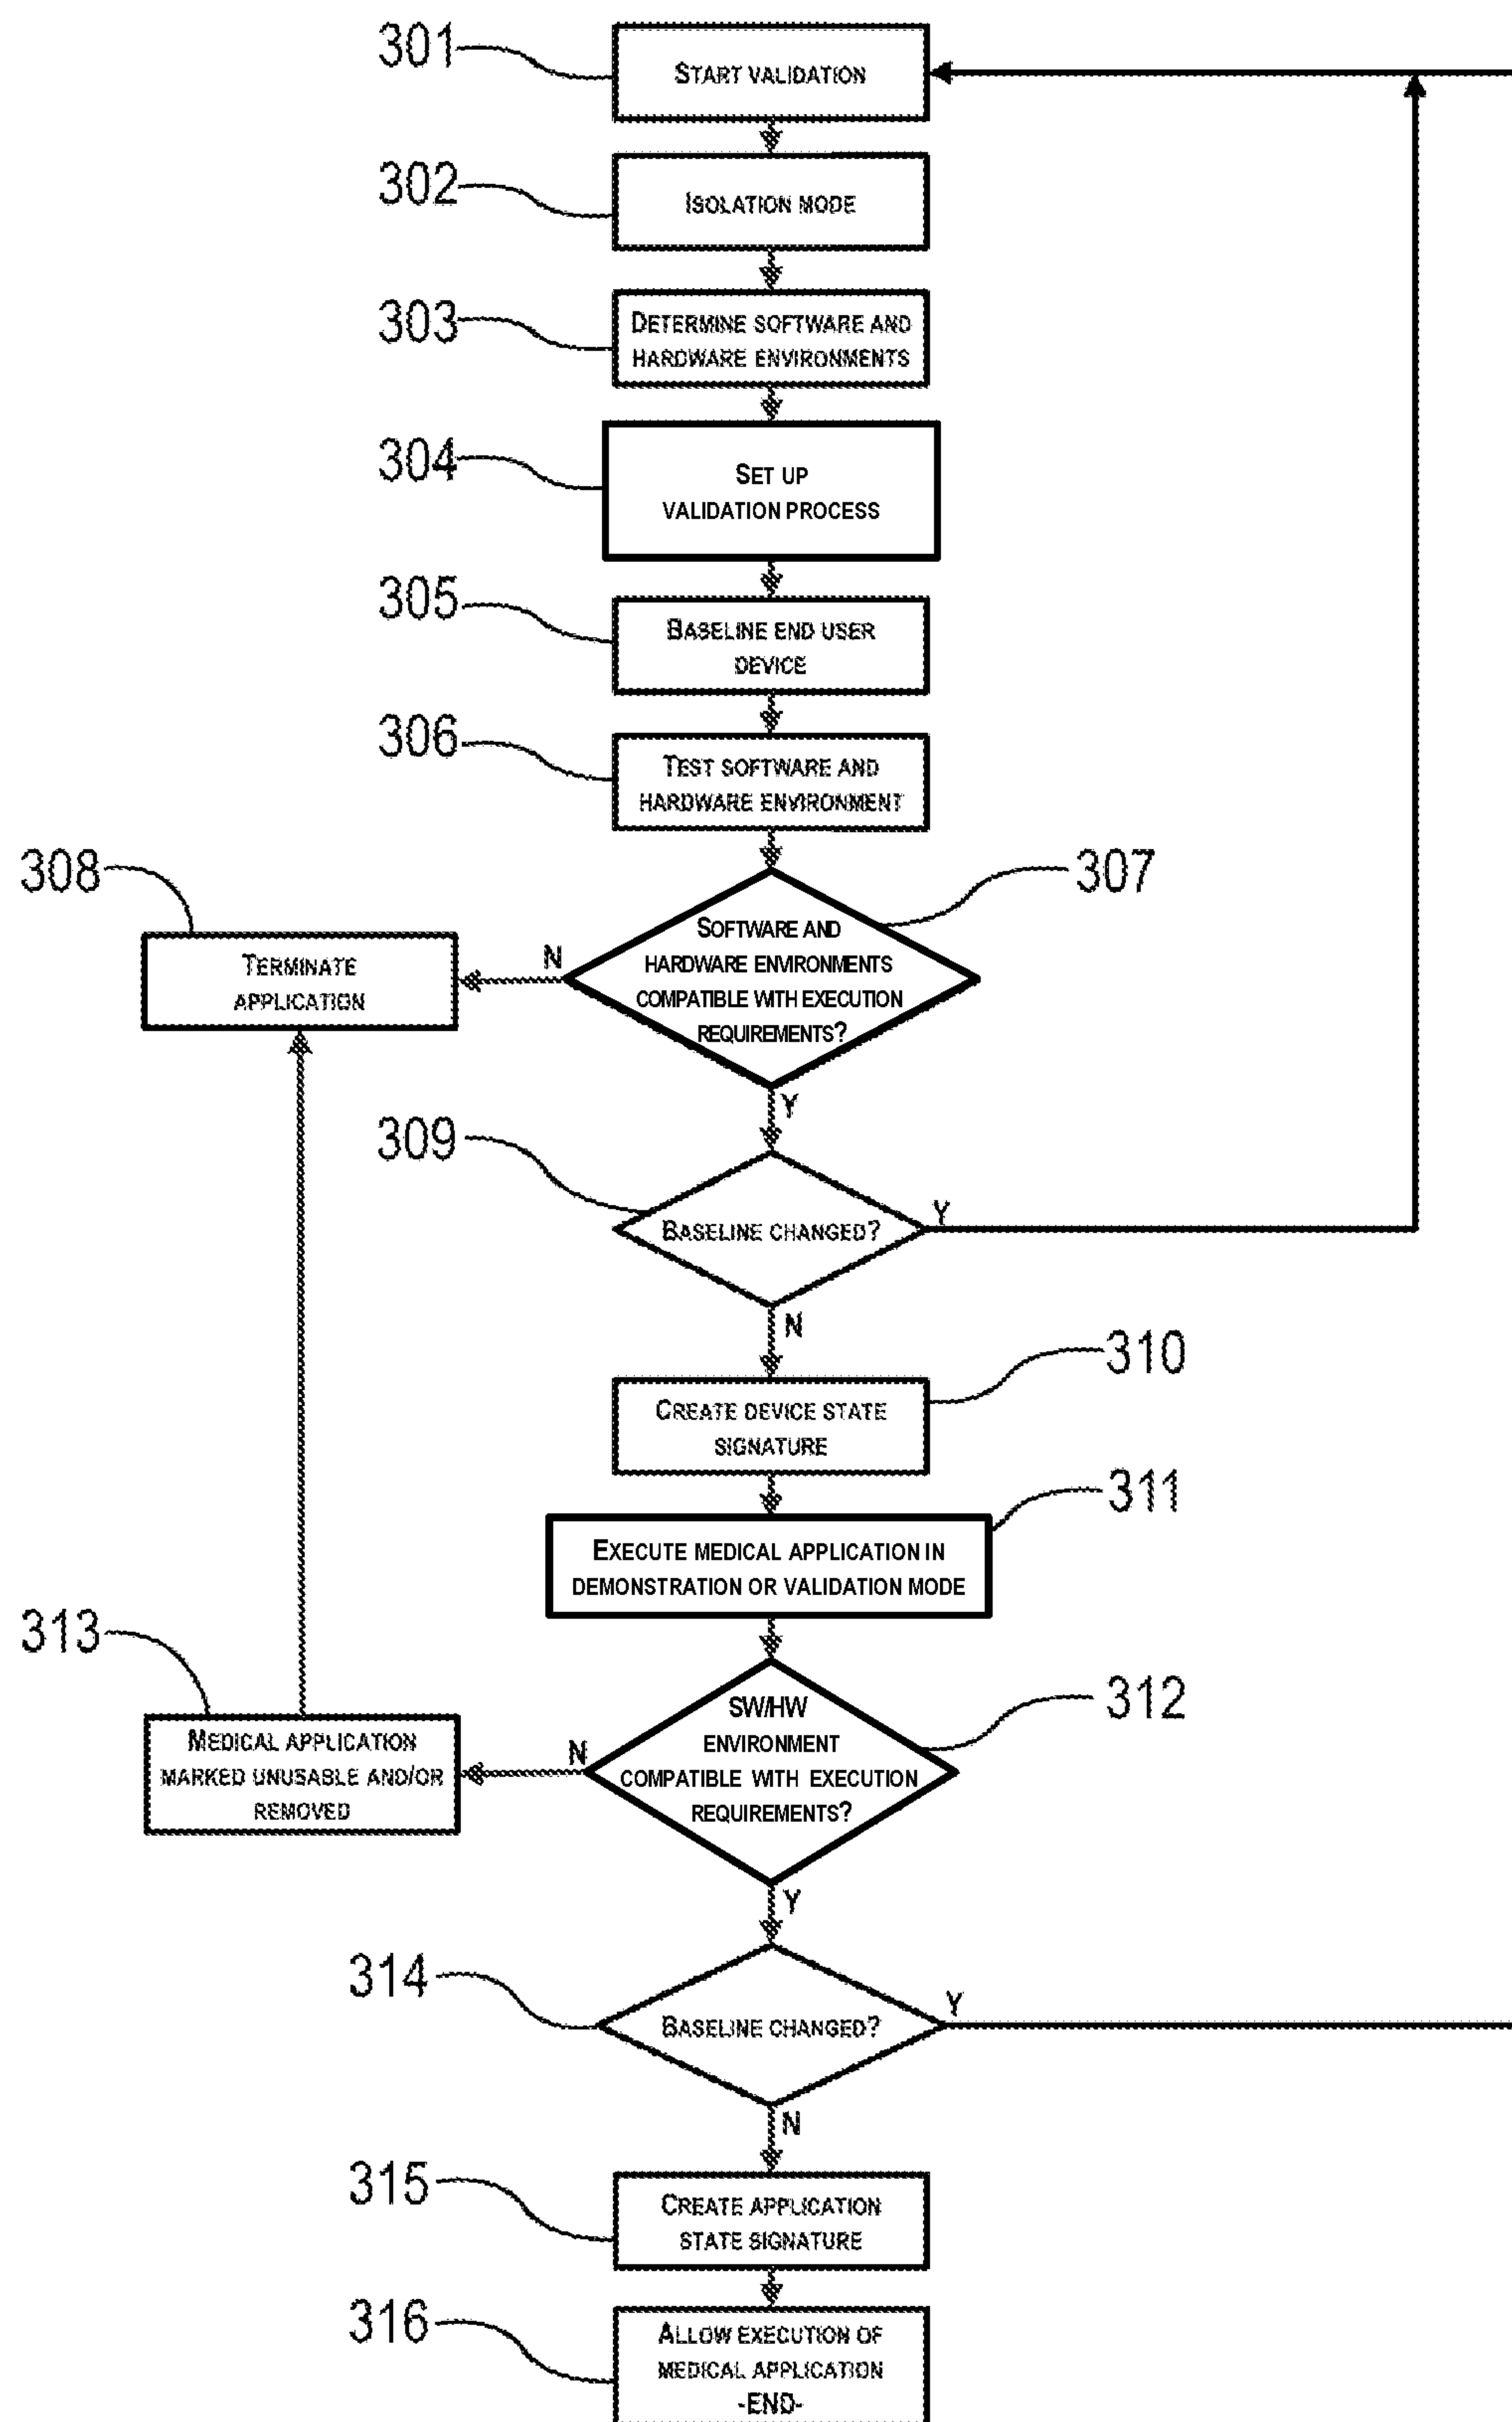 301
START VALIDATION
302
ISOLATION MODE
303
DETERMINE SOFTWARE AND
HARDWARE ENVIRONMENTS
304
SET UP
VALIDATION PROCESS
305
BASELINE END USER
DEVICE
306
TEST SOFTWARE AND
HARDWARE ENVIRONMENT
307
SOFTWARE AND
HARDWARE ENVIRONMENTS
COMPATIBLE WITH EXECUTION
REQUIREMENTS?
N
308
TERMINATE
APPLICATION
Y
309
BASELINE CHANGED?
Y
N
310
CREATE DEVICE STATE
SIGNATURE
311
EXECUTE MEDICAL APPLICATION IN
DEMONSTRATION OR VALIDATION MODE
312
SW/HW
ENVIRONMENT
COMPATIBLE WITH EXECUTION
REQUIREMENTS?
N
313
MEDICAL APPLICATION
MARKED UNUSABLE AND/OR
REMOVED
Y
314
BASELINE CHANGED?
Y
N
315
CREATE APPLICATION
STATE SIGNATURE
316
ALLOW EXECUTION OF
MEDICAL APPLICATION
-END-